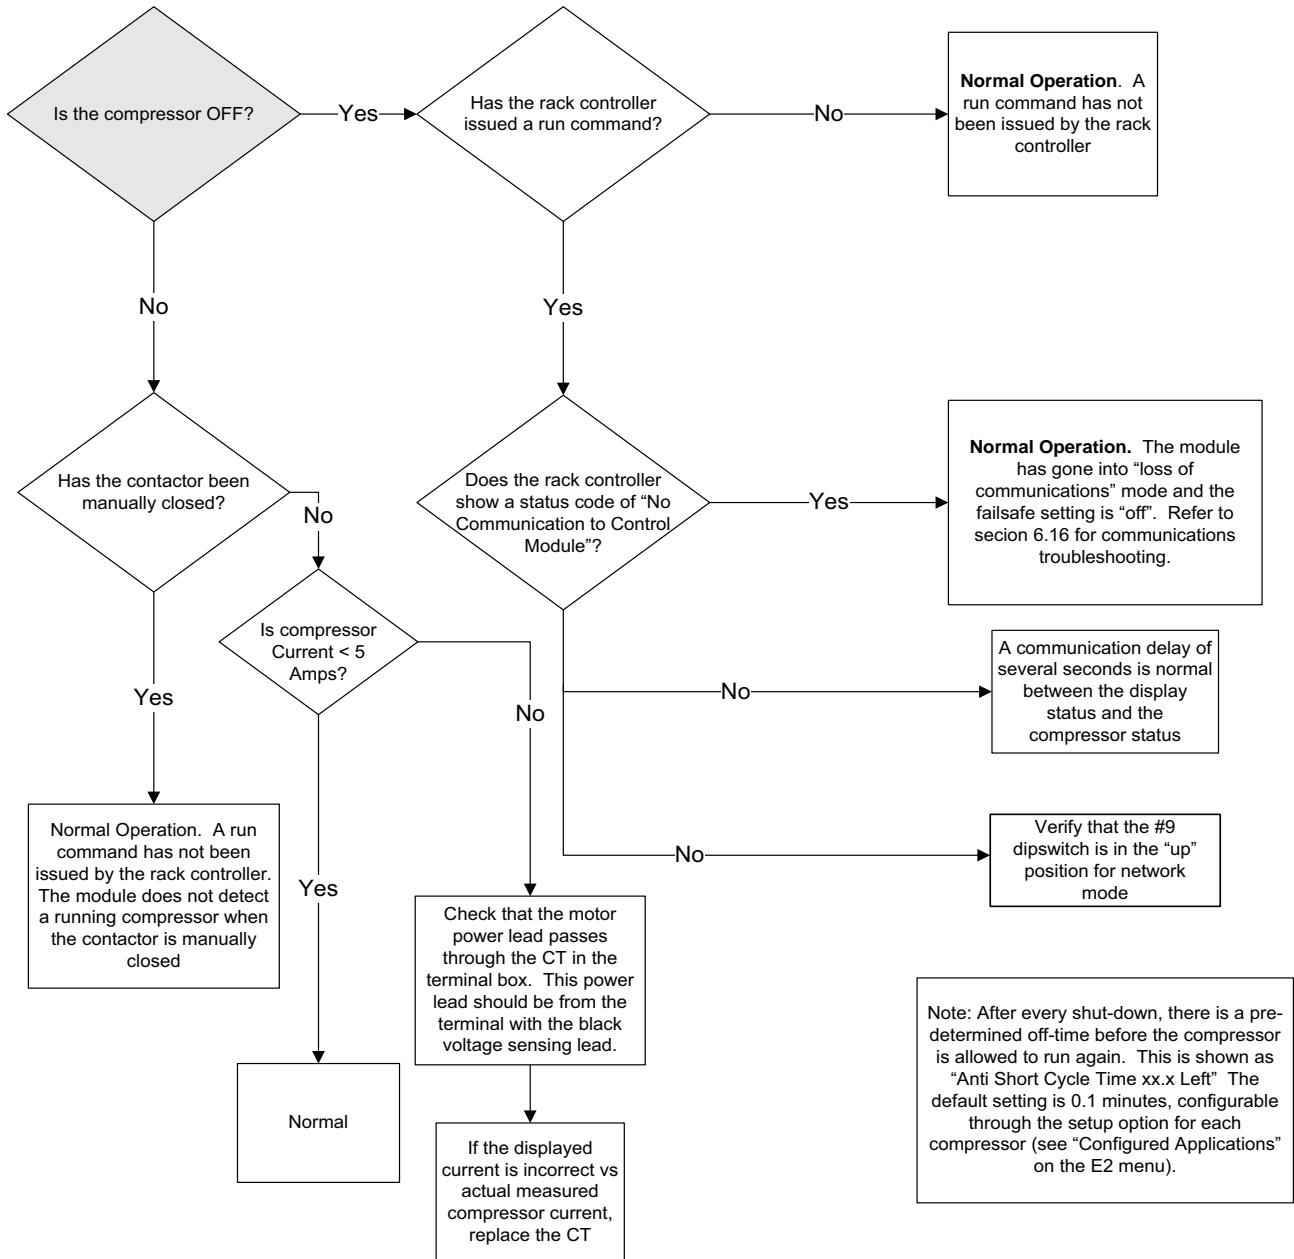 Is the compressor OFF?
Yes
Has the rack controller
issued a run command?
No
Normal Operation. A
run command has not
been issued by the rack
controller
No
Yes
Has the contactor been
manually closed?
No
Does the rack controller
show a status code of “No
Communication to Control
Module”?
Yes
Normal Operation. The module
has gone into “loss of
communications” mode and the
failsafe setting is “off”. Refer to
secion 6.16 for communications
troubleshooting.
Is compressor
Current < 5
Amps?
Yes
No
No
A communication delay of
several seconds is normal
between the display
status and the
compressor status
Normal Operation. A run
command has not been
issued by the rack controller.
The module does not detect
a running compressor when
the contactor is manually
closed
Yes
No
Verify that the #9
dipswitch is in the “up”
position for network
mode
Check that the motor
power lead passes
through the CT in the
terminal box. This power
lead should be from the
terminal with the black
voltage sensing lead.
Normal
If the displayed
current is incorrect vs
actual measured
compressor current,
replace the CT
Note: After every shut-down, there is a pre-
determined off-time before the compressor
is allowed to run again. This is shown as
“Anti Short Cycle Time xx.x Left” The
default setting is 0.1 minutes, configurable
through the setup option for each
compressor (see “Configured Applications”
on the E2 menu).